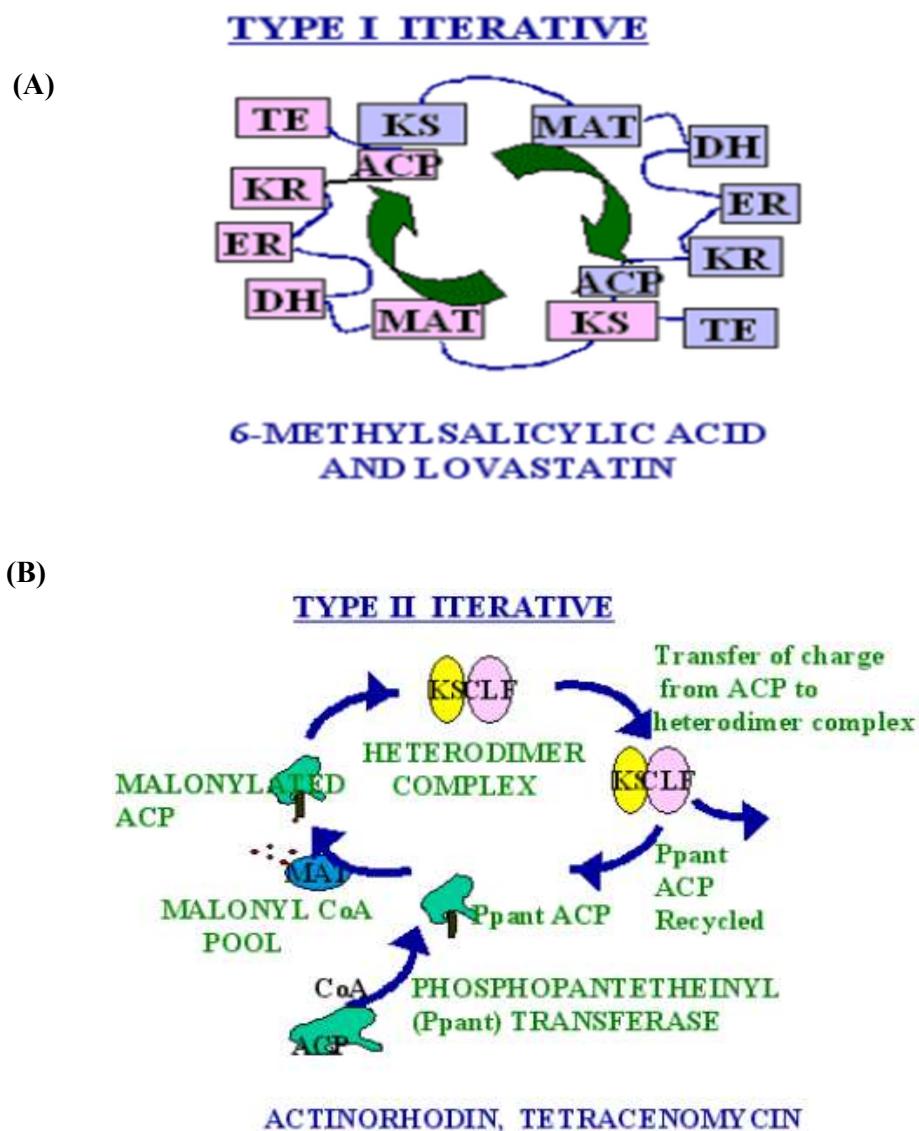 TYPE I ITERATIVE
(A)
TE
KS
MAT
DH
ACP
KR
ER
ER
KR
DH
ACP
MAT
KS
TE
6-METHYLSALICYLIC ACID
AND LOVASTATIN
(B)
TYPE II ITERATIVE
KS CLF
HETERODIMER
COMPLEX
Transfer of charge
from ACP to
heterodimer complex
KS CLF
MALONYLATED
ACP
MAT
MALONYL CoA
POOL
Ppant ACP
Ppant
ACP
Recycled
CoA
ACP
PHOSPHOPANTETHEINYL
(Ppant) TRANSFERASE
ACTINORHODIN, TETRACENOMYCIN